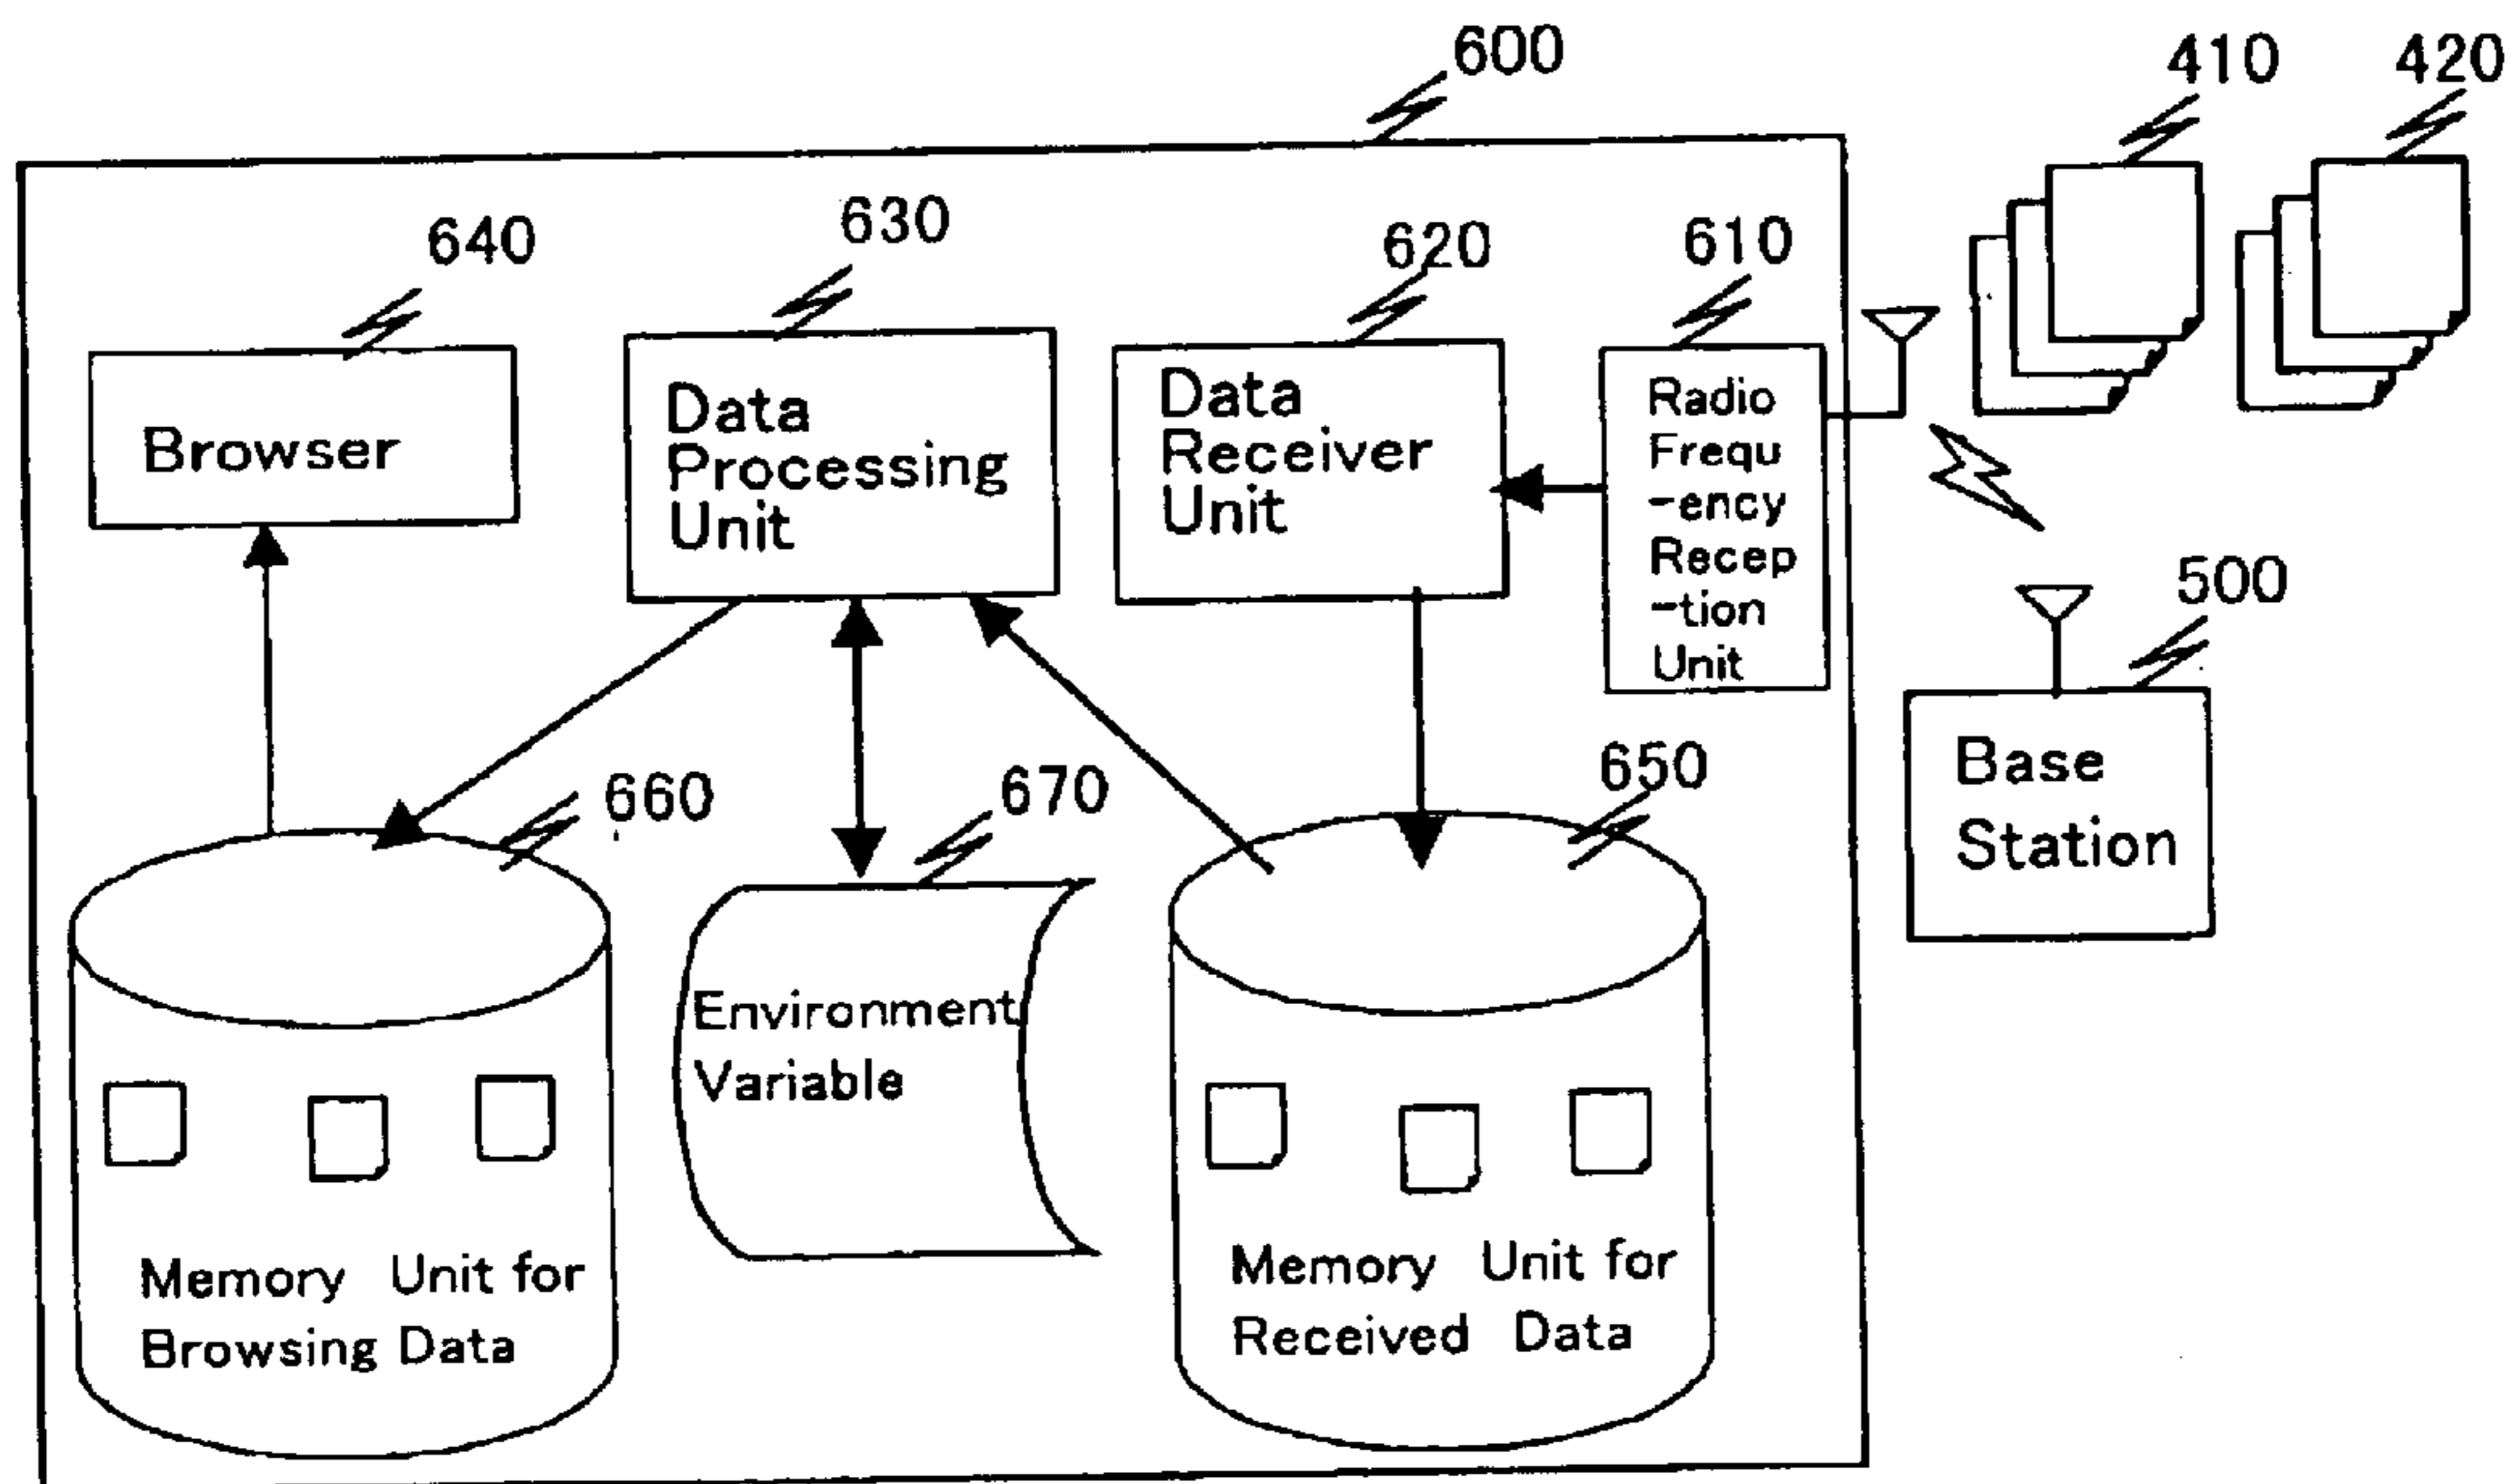 600
410
420
640
630
620
610
Browser
Data
Processing
Unit
Data
Receiver
Unit
Radio
Frequ
-ency
Recep
-tion
Unit
500
Base
Station
660
670
650
Environment
Variable
Memory Unit for
Browsing Data
Memory Unit for
Received Data